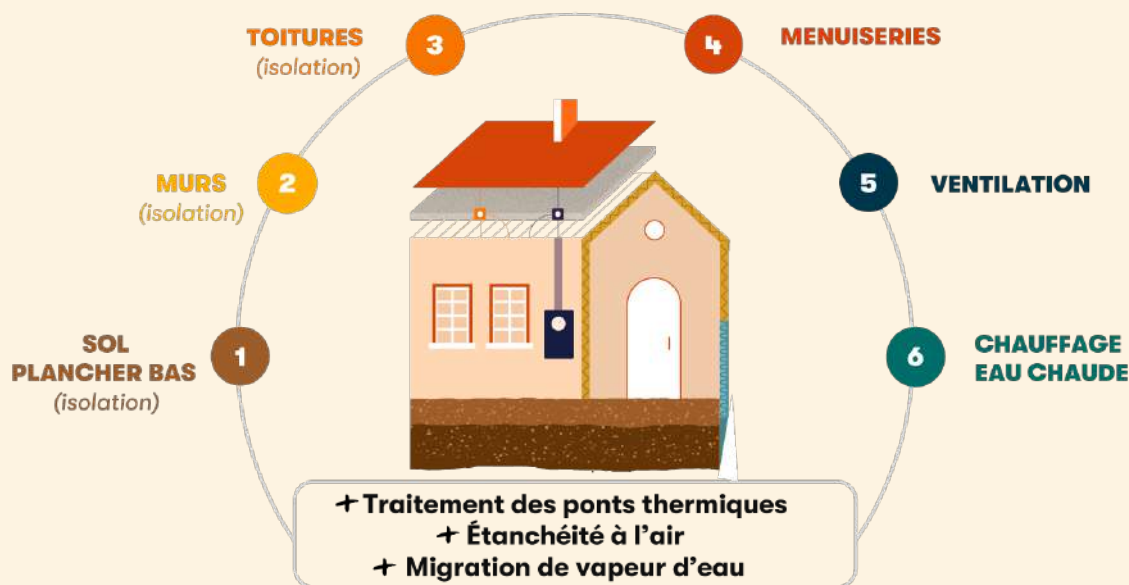 3
TOITURES
(isolation)
4
MENUISERIES
2
MURS
(isolation)
5
VENTILATION
1
SOL
PLANCHER BAS
(isolation)
6
CHAUFFAGE
EAU CHAUDE
+ Traitement des ponts thermiques
+ Étanchéité à l'air
+ Migration de vapeur d'eau